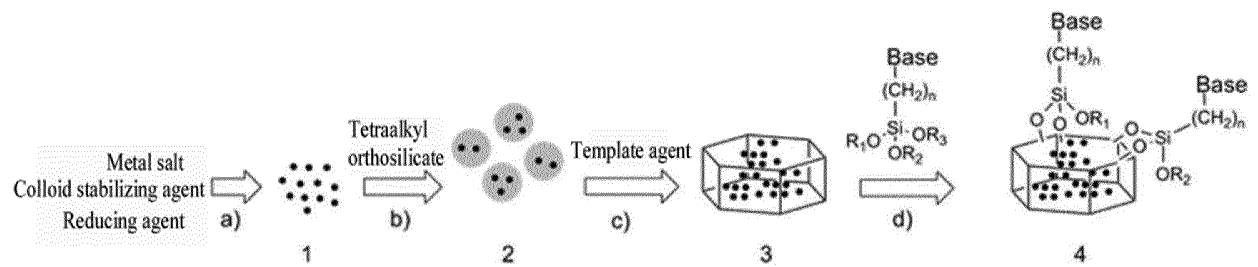 Metal salt
Colloid stabilizing agent
Reducing agent
a)
1
Tetraalkyl
orthosilicate
b)
2
Template agent
c)
3
Base
(CH₂)ₙ
Si
R₁O
OR₃
OR₂
d)
Base
(CH₂)ₙ
Si
O
O
OR₁
Base
(CH₂)ₙ
Si
O
O
OR₂
4